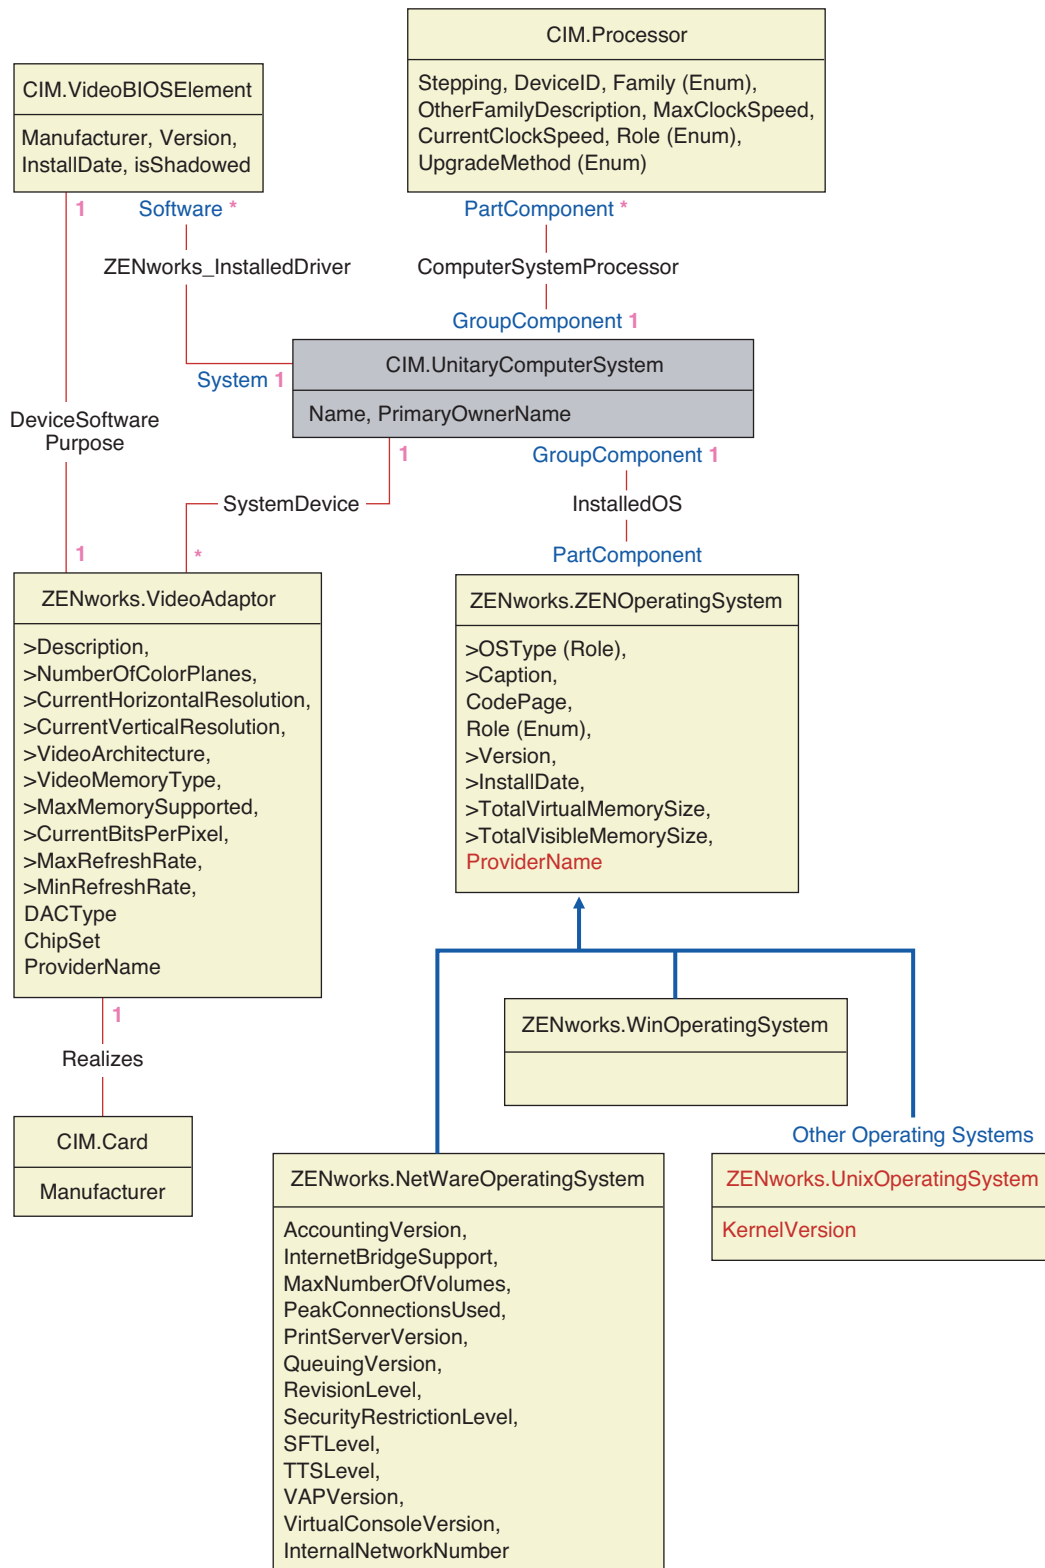 CIM.Processor
Stepping, DeviceID, Family (Enum),
OtherFamilyDescription, MaxClockSpeed,
CurrentClockSpeed, Role (Enum),
UpgradeMethod (Enum)
CIM.VideoBIOSElement
Manufacturer, Version,
InstallDate, isShadowed
1
Software *
PartComponent *
ZENworks_InstalledDriver
ComputerSystemProcessor
GroupComponent 1
System 1
CIM.UnitaryComputerSystem
Name, PrimaryOwnerName
DeviceSoftware
Purpose
1
GroupComponent 1
SystemDevice
InstalledOS
1
*
PartComponent
ZENworks.VideoAdaptor
>Description,
>NumberOfColorPlanes,
>CurrentHorizontalResolution,
>CurrentVerticalResolution,
>VideoArchitecture,
>VideoMemoryType,
>MaxMemorySupported,
>CurrentBitsPerPixel,
>MaxRefreshRate,
>MinRefreshRate,
DACType
ChipSet
ProviderName
ZENworks.ZENOperatingSystem
>OSType (Role),
>Caption,
CodePage,
Role (Enum),
>Version,
>InstallDate,
>TotalVirtualMemorySize,
>TotalVisibleMemorySize,
ProviderName
1
Realizes
CIM.Card
Manufacturer
ZENworks.WinOperatingSystem
Other Operating Systems
ZENworks.NetWareOperatingSystem
AccountingVersion,
InternetBridgeSupport,
MaxNumberOfVolumes,
PeakConnectionsUsed,
PrintServerVersion,
QueuingVersion,
RevisionLevel,
SecurityRestrictionLevel,
SFTLevel,
TTSLevel,
VAPVersion,
VirtualConsoleVersion,
InternalNetworkNumber
ZENworks.UnixOperatingSystem
KernelVersion